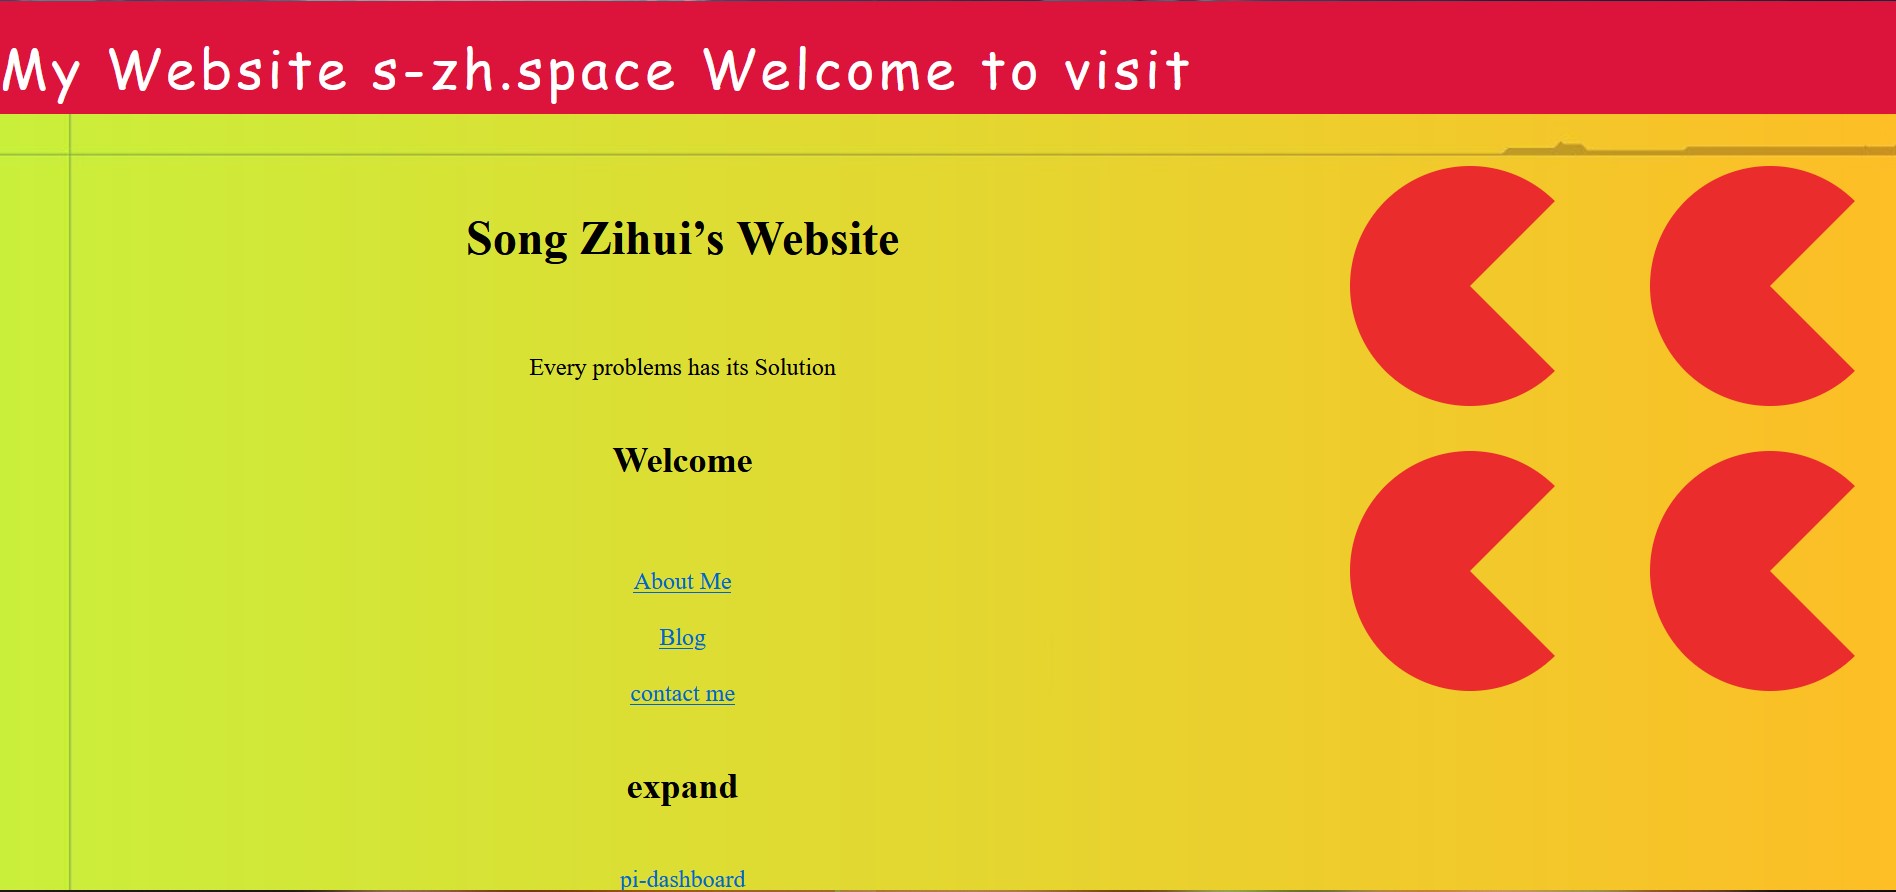 My Website s-zh.space Welcome to visit
Song Zihui’s Website
Every problems has its Solution
Welcome
About Me
Blog
contact me
expand
pi-dashboard